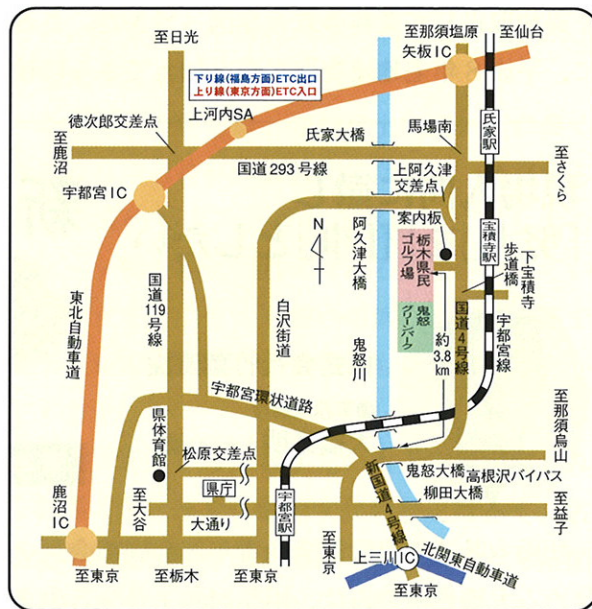 至日光
至那須塩原
至仙台
矢板IC
下り線(福島方面)ETC出口
上り線(東京方面)ETC入口
徳次郎交差点
上河内SA
氏家大橋
馬場南
氏家駅
至鹿沼
国道293号線
上阿久津
交差点
至さくら
宇都宮IC
案内板
宝積寺駅
N
阿久津大橋
栃木県民
ゴルフ場
歩道橋
下宝積寺
東北自動車道
国道
119
号線
白沢街道
鬼怒
グリーンパーク
国道4号線
宇都宮線
鬼怒川
約
3.8
km
宇都宮環状道路
至那須烏山
県体育館
松原交差点
新国道4号線
鬼怒大橋
高根沢バイパス
県庁
柳田大橋
鹿沼
IC
至大谷
大通り
宇都宮駅
至益子
至東京
上三川IC
北関東自動車道
至東京
至栃木
至東京
至東京